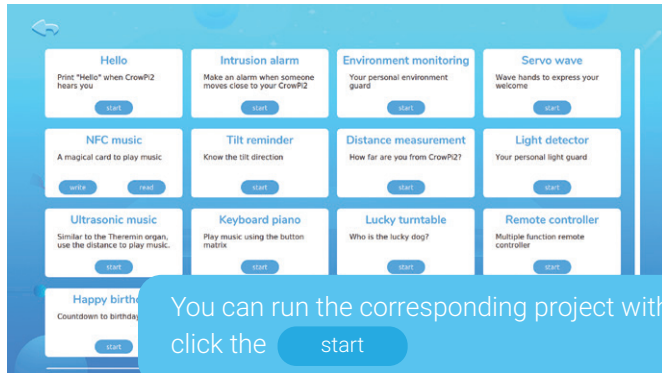 Hello
Print "Hello" when CrowPi2
hears you
start
Intrusion alarm
Make an alarm when someone
moves close to your CrowPi2
start
Environment monitoring
Your personal environment
guard
start
Servo wave
Wave hands to express your
welcome
start
NFC music
A magical card to play music
write read
Tilt reminder
Know the tilt direction
start
Distance measurement
How far are you from CrowPi2?
start
Light detector
Your personal light guard
start
Ultrasonic music
Similar to the Theremin organ,
use the distance to play music.
start
Keyboard piano
Play music using the button
matrix
start
Lucky turntable
Who is the lucky dog?
start
Remote controller
Multiple function remote
controller
start
Happy
Countdown to birthday
start
You can run the corresponding project with
click the start